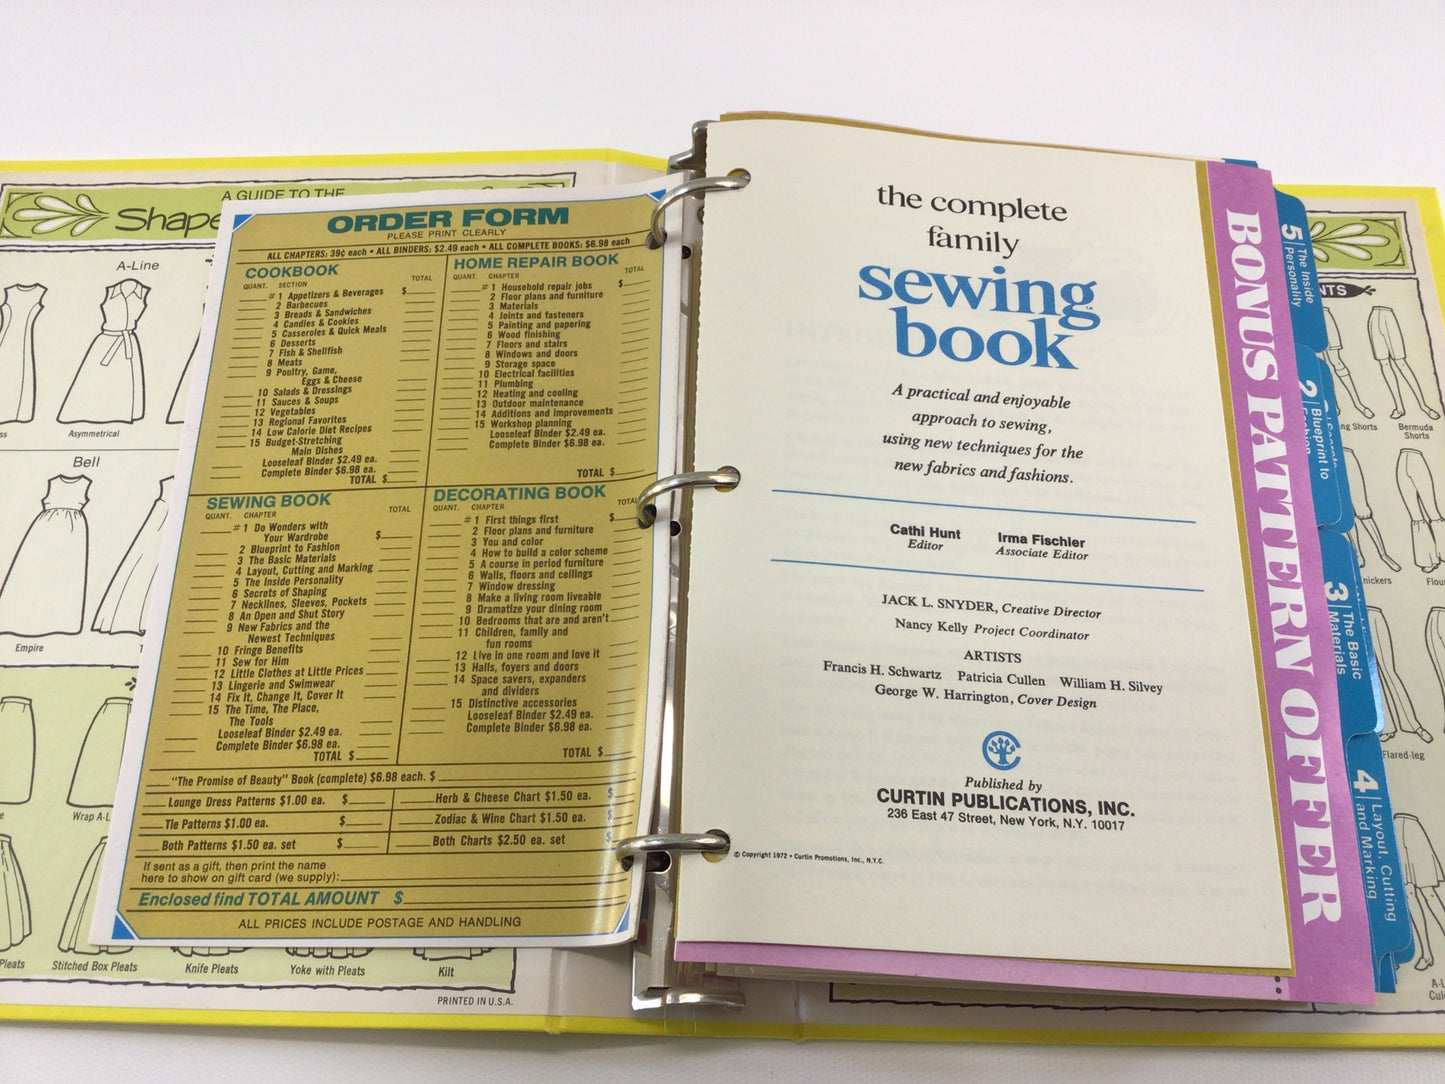 A GUIDE TO THE
Shape
A-Line
Asymmetrical
Bell
Empire
Wrap A-L
Pleats
Stitched Box Pleats
Knife Pleats
Yoke with Pleats
Kilt
PRINTED IN U.S.A.
ORDER FORM
PLEASE PRINT CLEARLY
ALL CHAPTERS: 39¢ each • ALL BINDERS: $2.49 each • ALL COMPLETE BOOKS: $6.98 each
COOKBOOK
QUANT. SECTION TOTAL
#1 Appetizers & Beverages $
2 Barbecues
3 Breads & Sandwiches
4 Candies & Cookies
5 Casseroles & Quick Meals
6 Desserts
7 Fish & Shellfish
8 Meats
9 Poultry, Game,
Eggs & Cheese
10 Salads & Dressings
11 Sauces & Soups
12 Vegetables
13 Regional Favorites
14 Low Calorie Diet Recipes
15 Budget-Stretching
Main Dishes
Looseleaf Binder $2.49 ea.
Complete Binder $6.98 ea.
TOTAL $
HOME REPAIR BOOK
QUANT. CHAPTER TOTAL
#1 Household repair jobs $
2 Floor plans and furniture
3 Materials
4 Joints and fasteners
5 Painting and papering
6 Wood finishing
7 Floors and stairs
8 Windows and doors
9 Storage space
10 Electrical facilities
11 Plumbing
12 Heating and cooling
13 Outdoor maintenance
14 Additions and improvements
15 Workshop planning
Looseleaf Binder $2.49 ea.
Complete Binder $6.98 ea.
TOTAL $
SEWING BOOK
QUANT. CHAPTER TOTAL
#1 Do Wonders with
Your Wardrobe $
2 Blueprint to Fashion
3 The Basic Materials
4 Layout, Cutting and Marking
5 The Inside Personality
6 Secrets of Shaping
7 Necklines, Sleeves, Pockets
8 An Open and Shut Story
9 New Fabrics and the
Newest Techniques
10 Fringe Benefits
11 Sew for Him
12 Little Clothes at Little Prices
13 Lingerie and Swimwear
14 Fix It, Change It, Cover It
15 The Time, The Place,
The Tools
Looseleaf Binder $2.49 ea.
Complete Binder $6.98 ea.
TOTAL $
DECORATING BOOK
QUANT. CHAPTER TOTAL
#1 First things first $
2 Floor plans and furniture
3 You and color
4 How to build a color scheme
5 A course in period furniture
6 Walls, floors and ceilings
7 Window dressing
8 Make a living room liveable
9 Dramatize your dining room
10 Bedrooms that are and aren't
11 Children, family and
fun rooms
12 Live in one room and love it
13 Halls, foyers and doors
14 Space savers, expanders
and dividers
15 Distinctive accessories
Looseleaf Binder $2.49 ea.
Complete Binder $6.98 ea.
TOTAL $
"The Promise of Beauty" Book (complete) $6.98 each. $
Lounge Dress Patterns $1.00 ea. $
Tie Patterns $1.00 ea. $
Both Patterns $1.50 ea. set $
Herb & Cheese Chart $1.50 ea. $
Zodiac & Wine Chart $1.50 ea. $
Both Charts $2.50 ea. set $
If sent as a gift, then print the name
here to show on gift card (we supply):
Enclosed find TOTAL AMOUNT $
ALL PRICES INCLUDE POSTAGE AND HANDLING
the complete
family
sewing
book
TM
A practical and enjoyable
approach to sewing,
using new techniques for the
new fabrics and fashions.
Cathi Hunt
Editor
Irma Fischler
Associate Editor
JACK L. SNYDER, Creative Director
Nancy Kelly Project Coordinator
ARTISTS
Francis H. Schwartz Patricia Cullen William H. Silvey
George W. Harrington, Cover Design
Published by
CURTIN PUBLICATIONS, INC.
236 East 47 Street, New York, N.Y. 10017
© Copyright 1972 • Curtin Promotions, Inc., N.Y.C.
BONUS PATTERN OFFER
5 The Inside
Personality
2 Blueprint to
Fashion
3 The Basic
Materials
4 Layout, Cutting
and Marking
NTS
ng Shorts
Bermuda
Shorts
nickers
Flou
Flared-leg
A-L
Culo